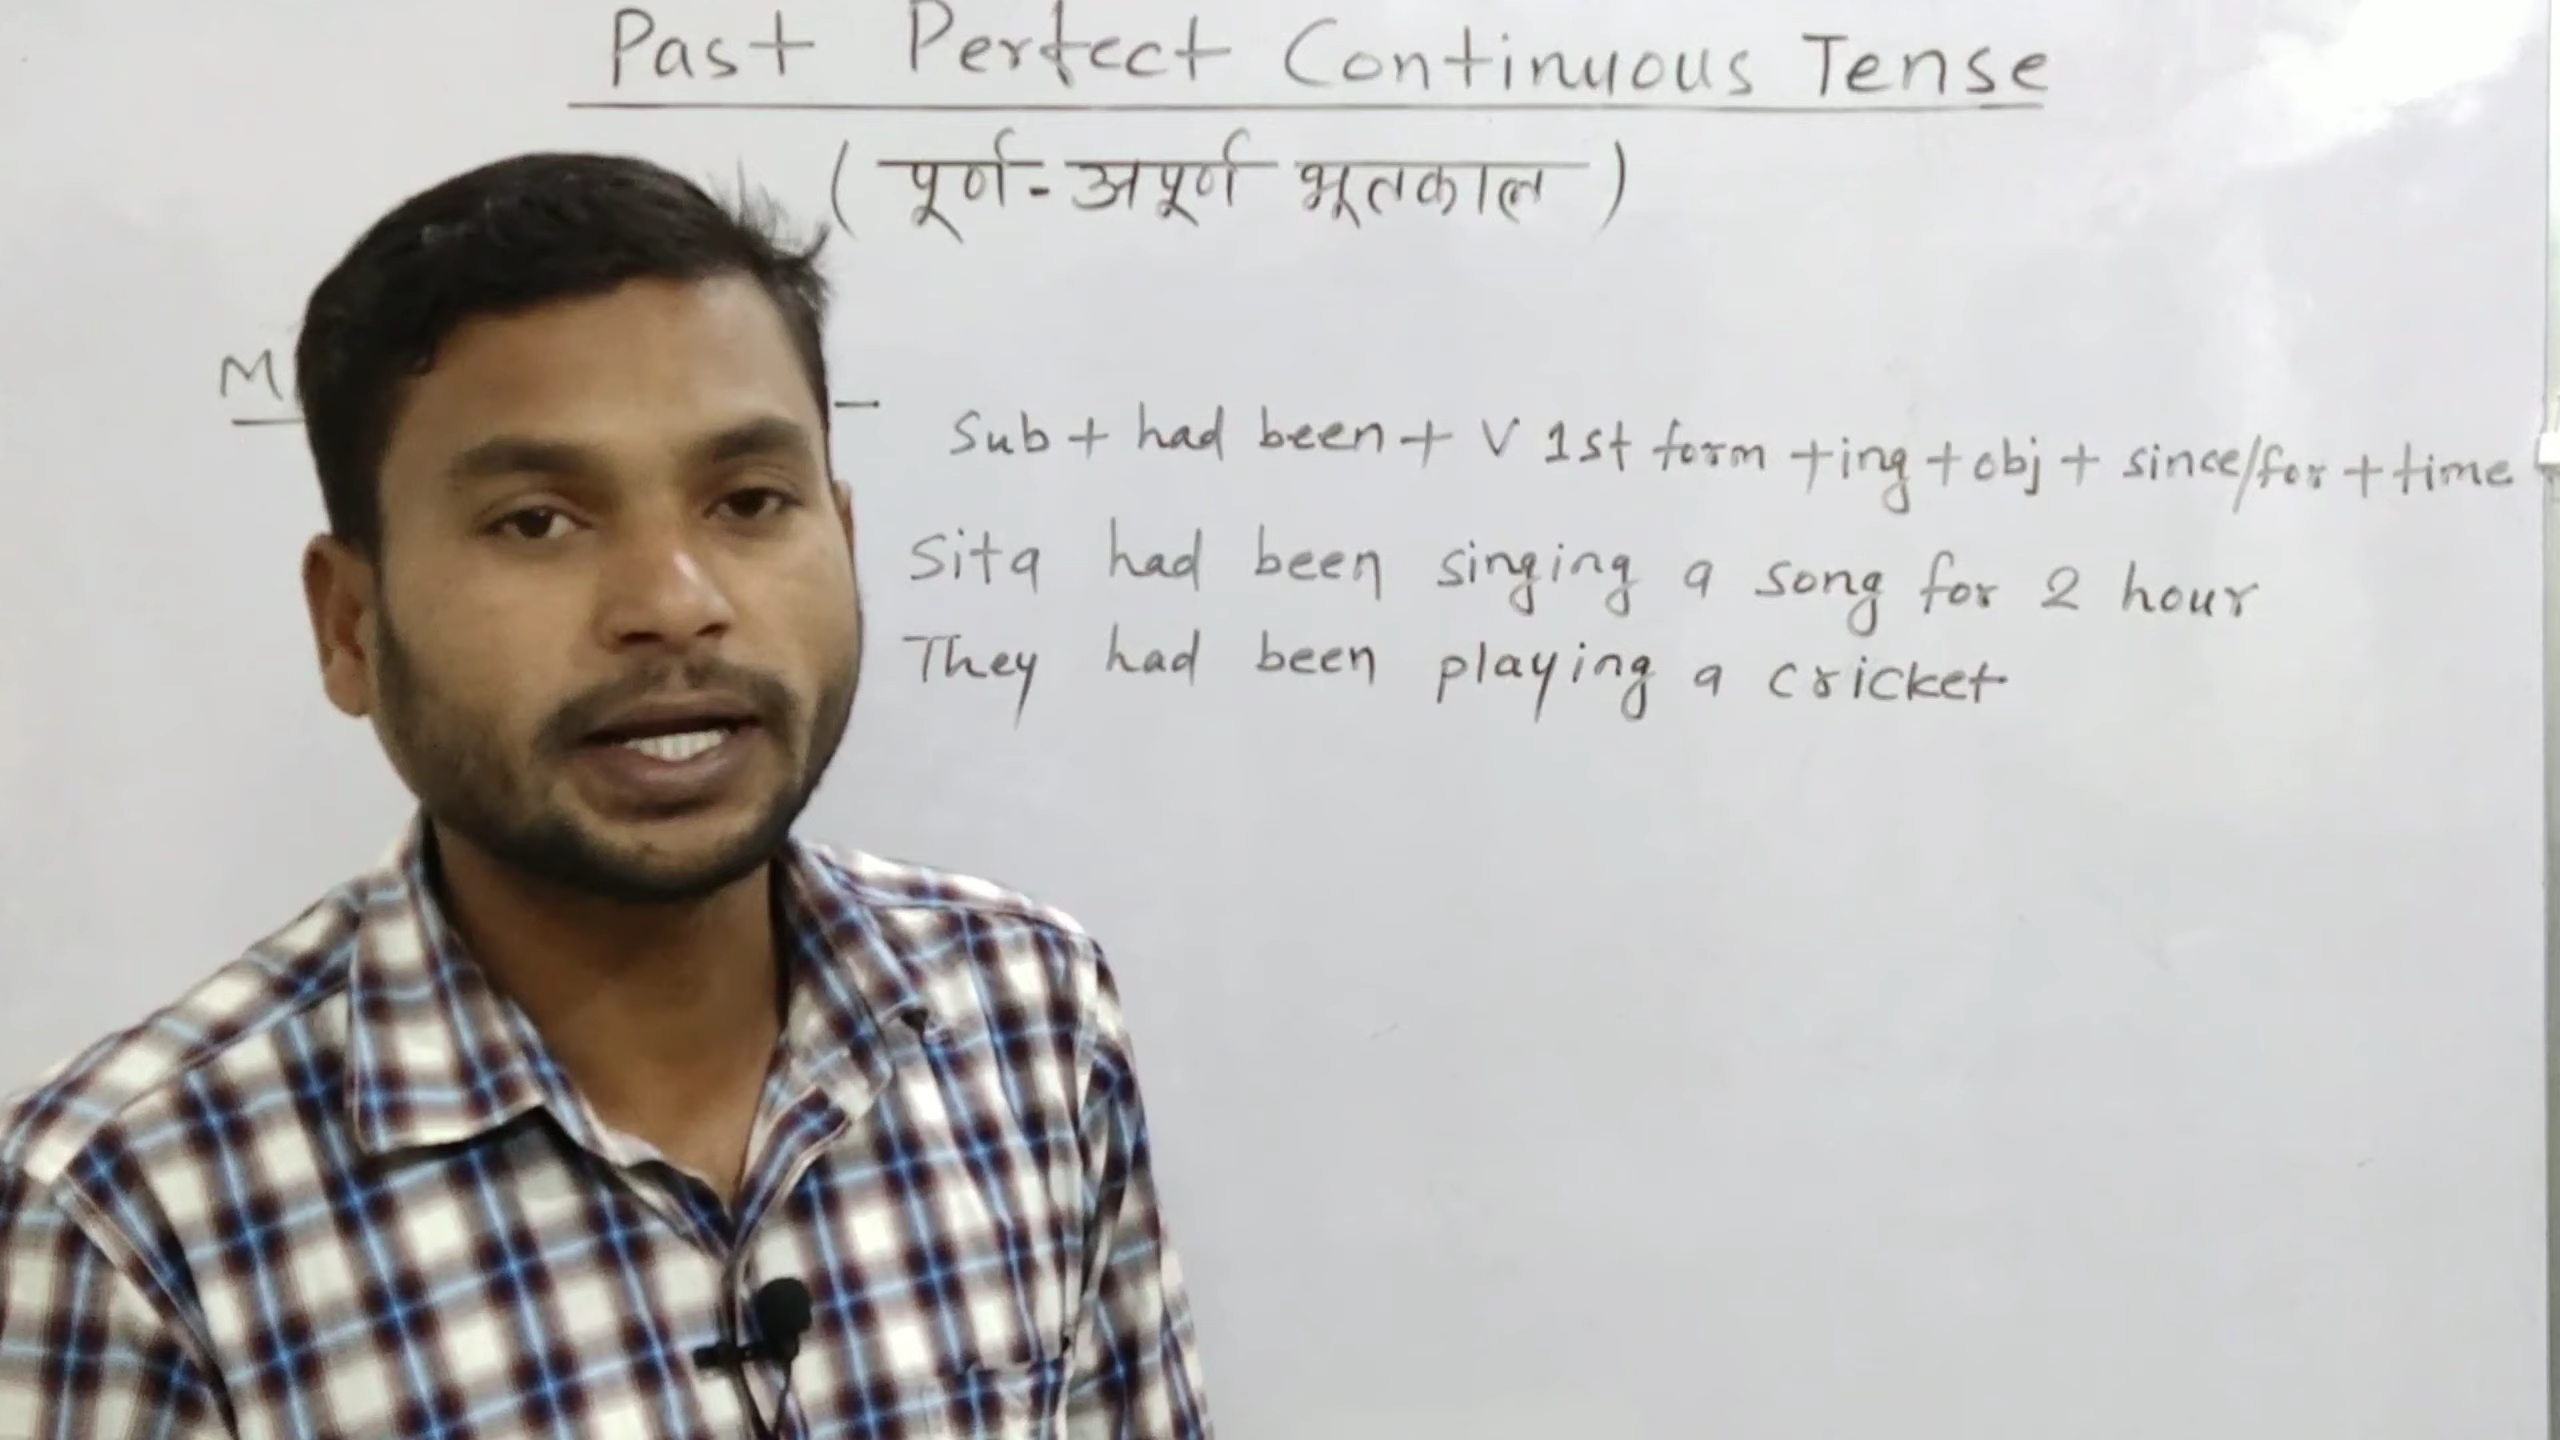 Past Perfect Continuous Tense
(पूर्ण-अपूर्ण भूतकाल)
- Sub + had been + V 1st form + ing + obj + since/for + time
Sita had been singing a song for 2 hour
They had been playing a cricket